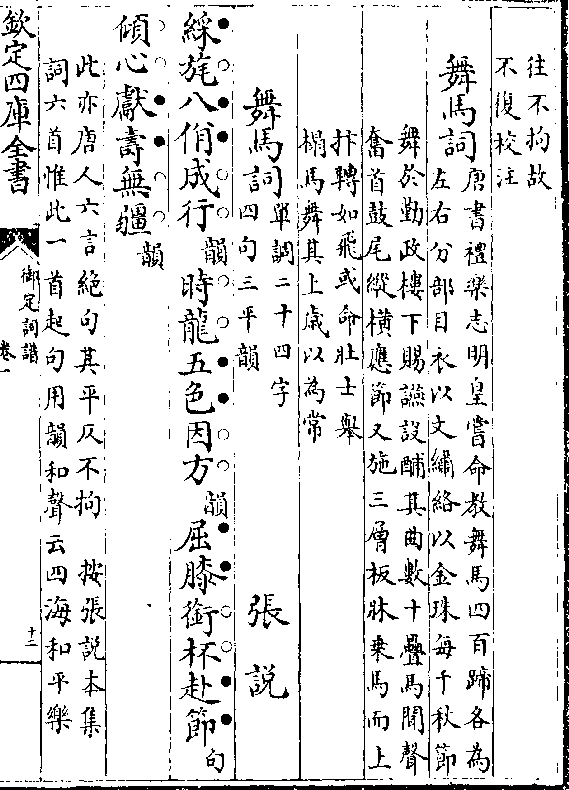 往不拘故
不復校注
舞馬詞
唐書禮樂志明皇嘗命教舞馬四百蹄各為
左右分部目衣以文繡絡以金珠每千秋節
舞於勤政樓下賜讌設酺其曲數十疊馬聞聲
奮首鼓尾縱横應節又施三層板牀乗馬而上
抃轉如飛或命壯士舉
榻馬舞其上歲以為常
舞馬詞
單調二十四字
四句三平韻
張説
綵旄八佾成行韻時龍五色因方韻屈膝銜杯赴節句
傾心獻壽無疆韻
此亦唐人六言絶句其平仄不拘 按張説本集
詞六首惟此一首起句用韻和聲云四海和平樂
欽定四庫全書
御定詞譜
卷一
十二